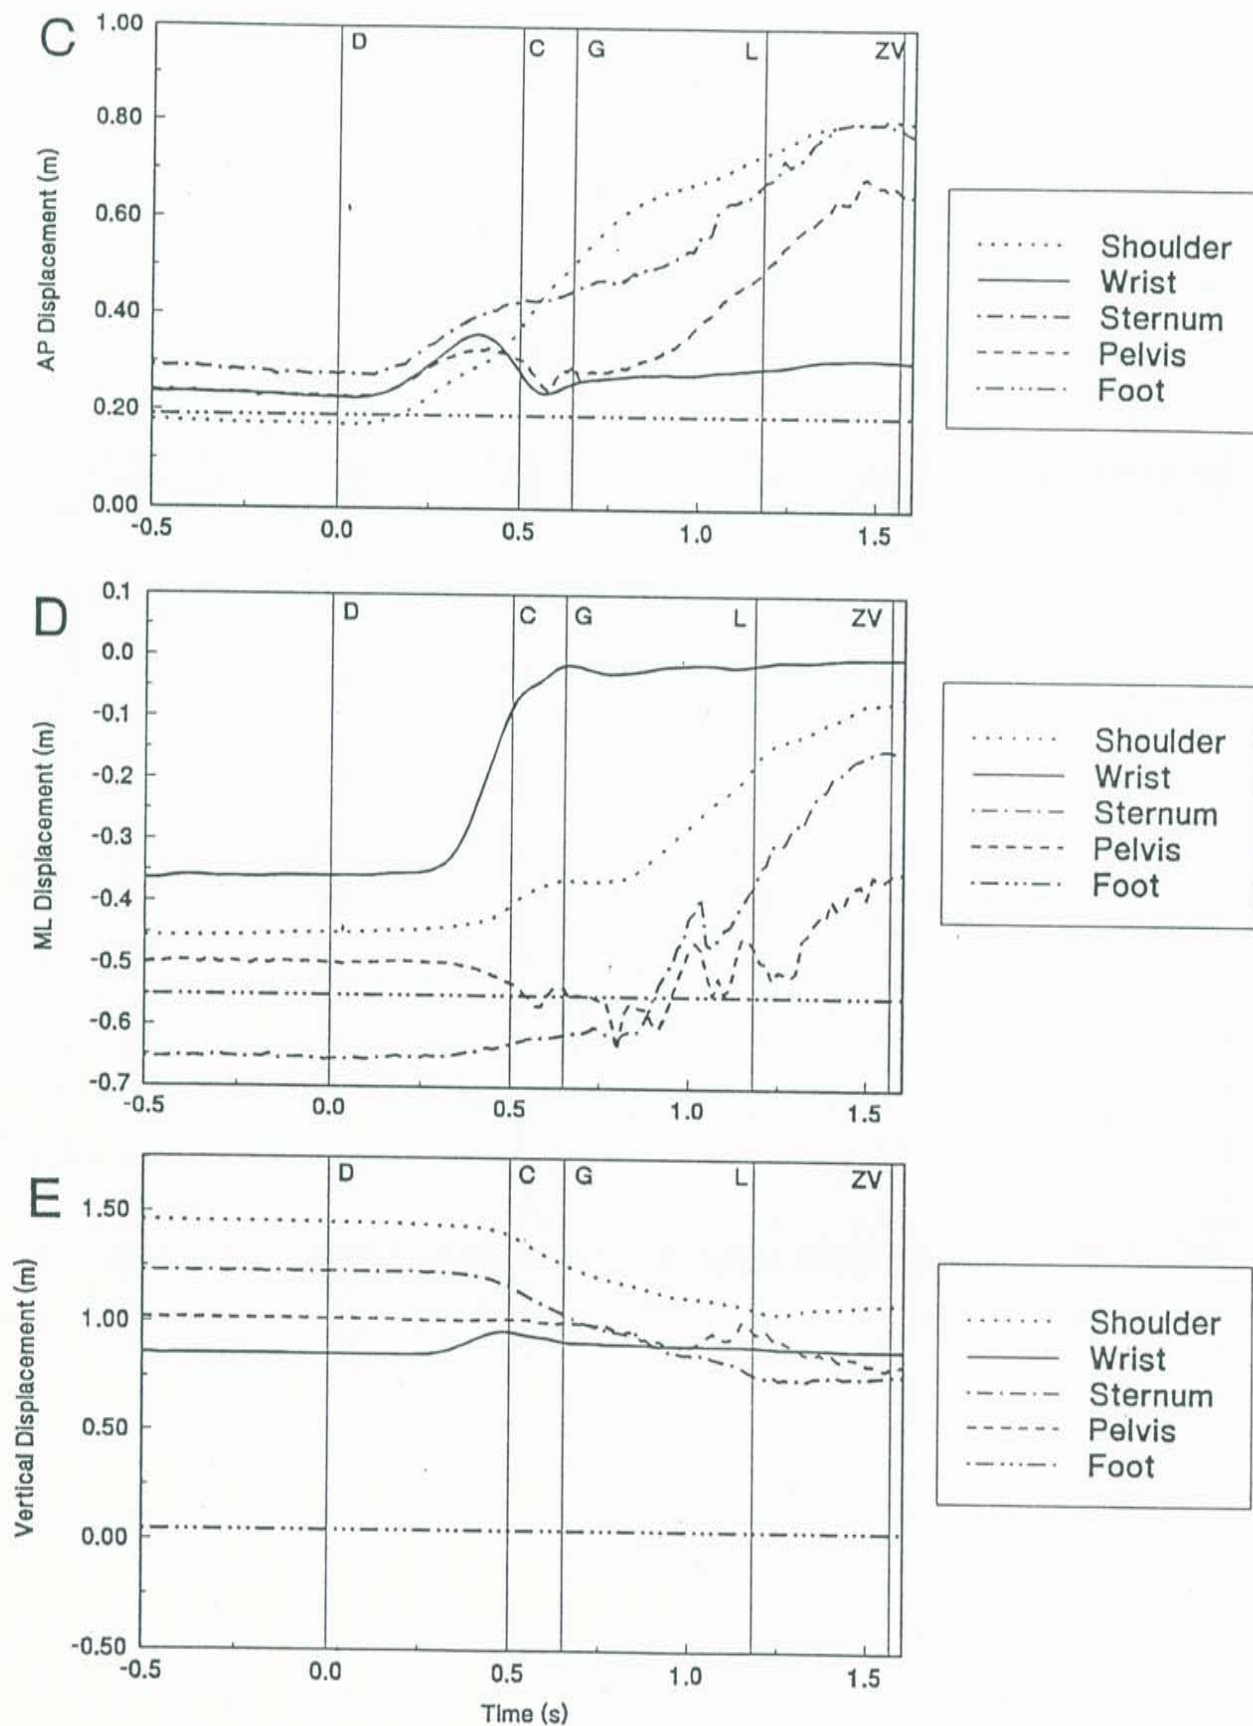 C
1.00
0.80
0.60
0.40
0.20
0.00
AP Displacement (m)
D
C
G
L
ZV
-0.5
0.0
0.5
1.0
1.5
Shoulder
Wrist
Sternum
Pelvis
Foot
D
0.1
0.0
-0.1
-0.2
-0.3
-0.4
-0.5
-0.6
-0.7
ML Displacement (m)
D
C
G
L
ZV
-0.5
0.0
0.5
1.0
1.5
Shoulder
Wrist
Sternum
Pelvis
Foot
E
1.50
1.00
0.50
0.00
-0.50
Vertical Displacement (m)
D
C
G
L
ZV
-0.5
0.0
0.5
1.0
1.5
Time (s)
Shoulder
Wrist
Sternum
Pelvis
Foot